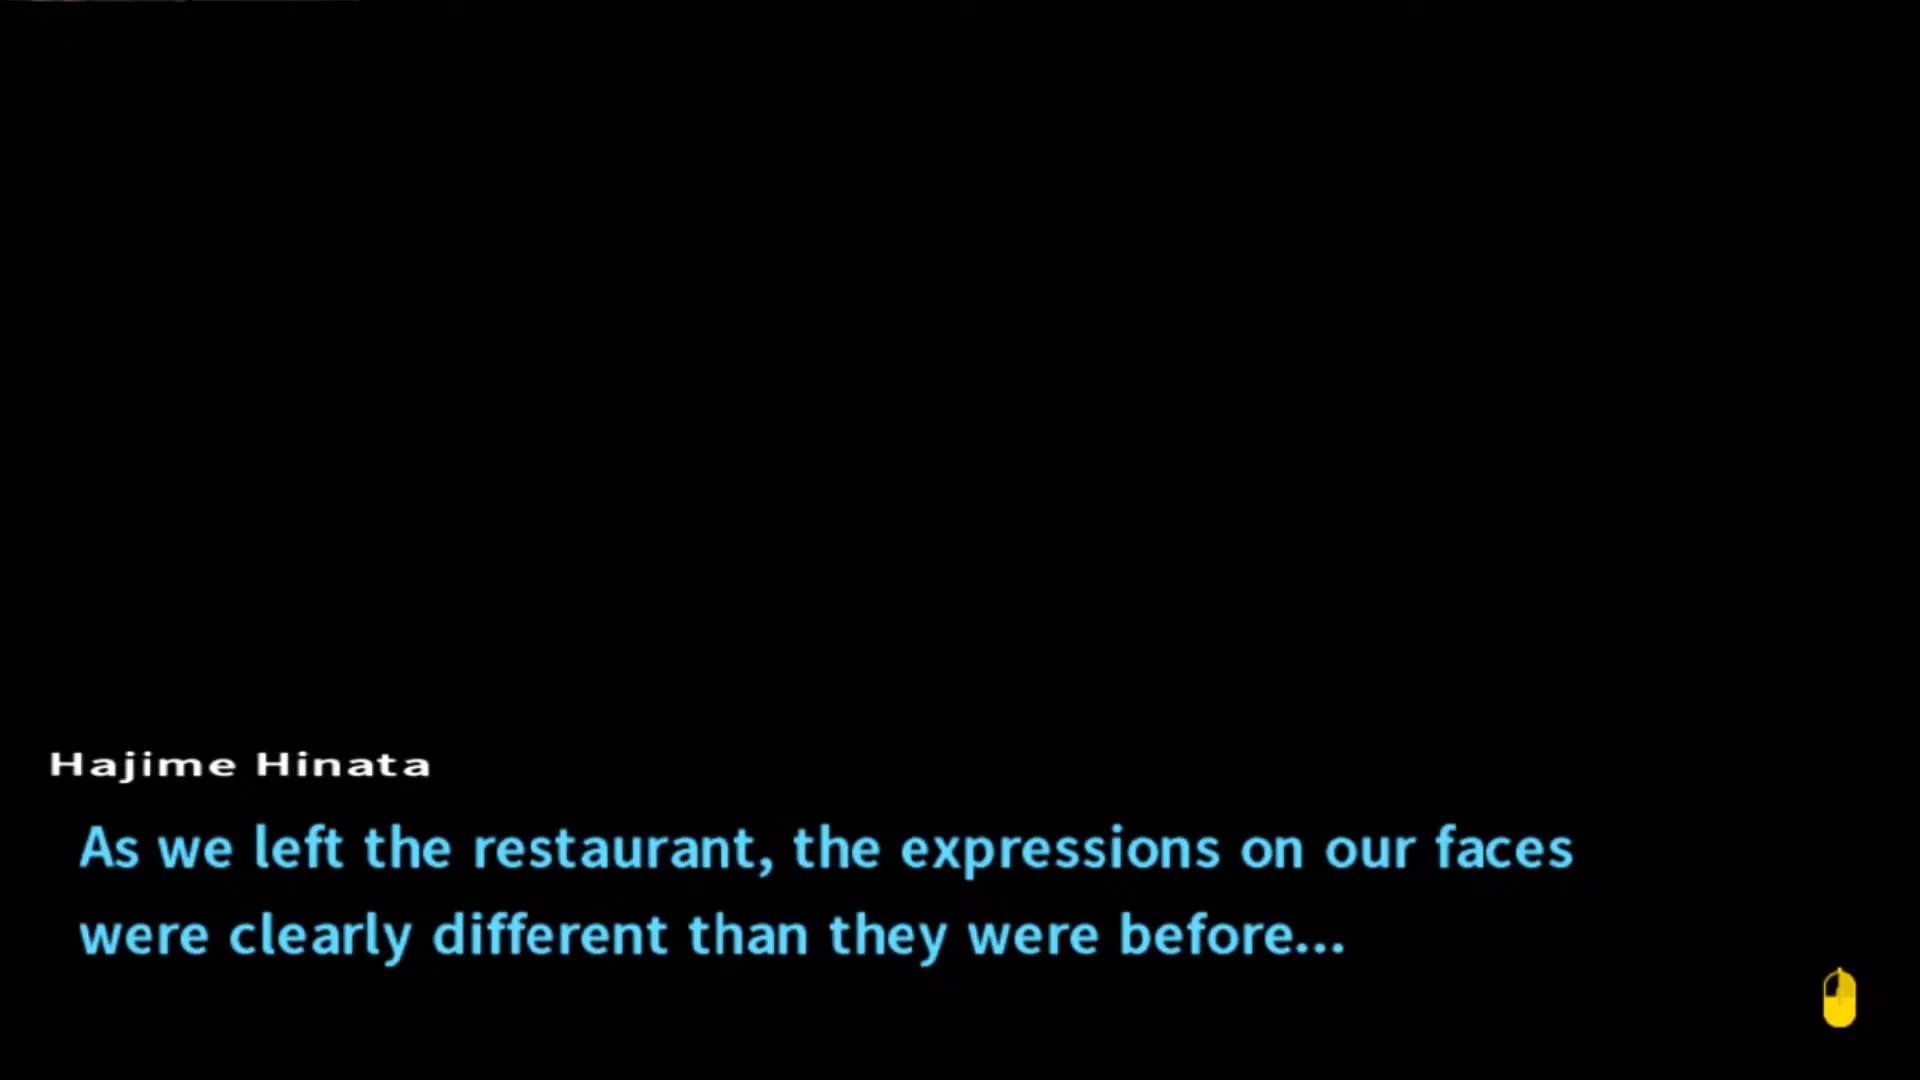 Hajime Hinata
As we left the restaurant, the expressions on our faces
were clearly different than they were before...